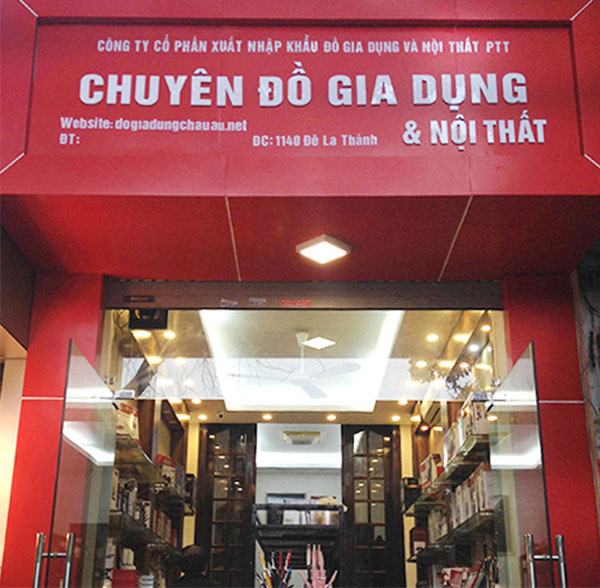 CÔNG TY CỔ PHẦN XUẤT NHẬP KHẨU ĐỒ GIA DỤNG VÀ NỘI THẤT PTT
CHUYÊN ĐỒ GIA DỤNG
& NỘI THẤT
Website: dogiadungchauau.net
ĐT:
ĐC: 1140 Đê La Thành